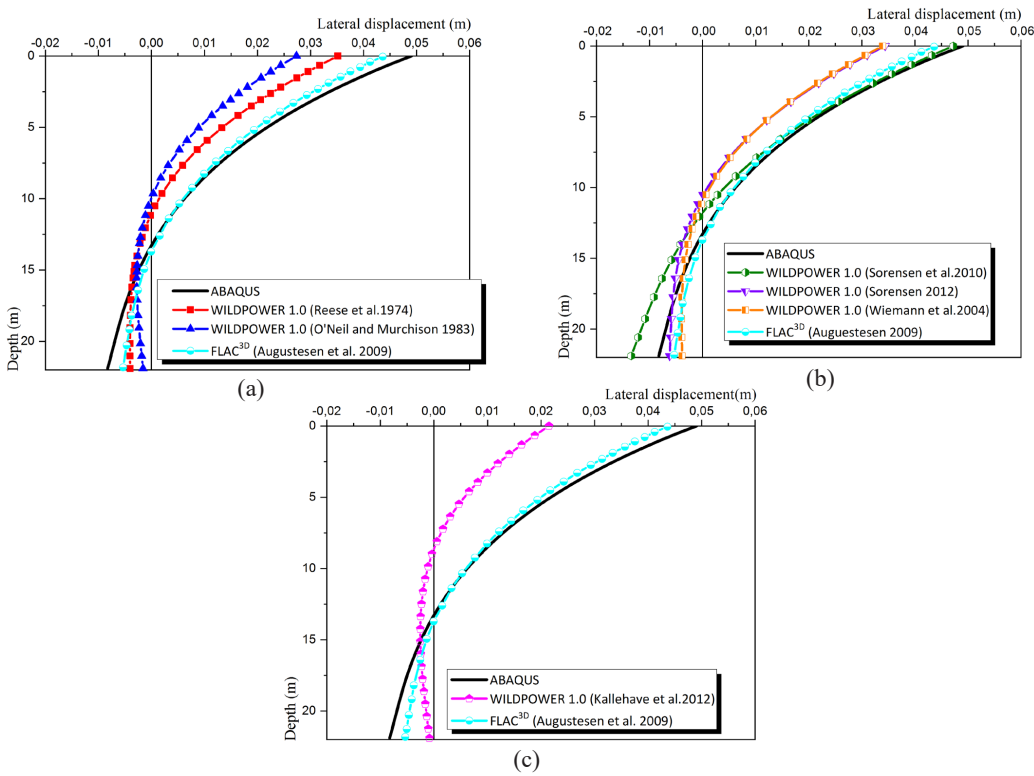 Lateral displacement (m)
-0,02 -0,01 0,00 0,01 0,02 0,03 0,04 0,05 0,06
0
5
10
15
20
Depth (m)
ABAQUS
WILDPOWER 1.0 (Reese et al.1974)
WILDPOWER 1.0 (O'Neil and Murchison 1983)
FLAC3D (Augustesen et al. 2009)
(a)
Lateral displacement (m)
-0,02 -0,01 0,00 0,01 0,02 0,03 0,04 0,05 0,06
0
5
10
15
20
Depth (m)
ABAQUS
WILDPOWER 1.0 (Sorensen et al.2010)
WILDPOWER 1.0 (Sorensen 2012)
WILDPOWER 1.0 (Wiemann et al.2004)
FLAC3D (Auguestesen 2009)
(b)
Lateral displacement(m)
-0,02 -0,01 0,00 0,01 0,02 0,03 0,04 0,05 0,06
0
5
10
15
20
Depth (m)
ABAQUS
WILDPOWER 1.0 (Kallehave et al.2012)
FLAC3D (Augustesen et al. 2009)
(c)